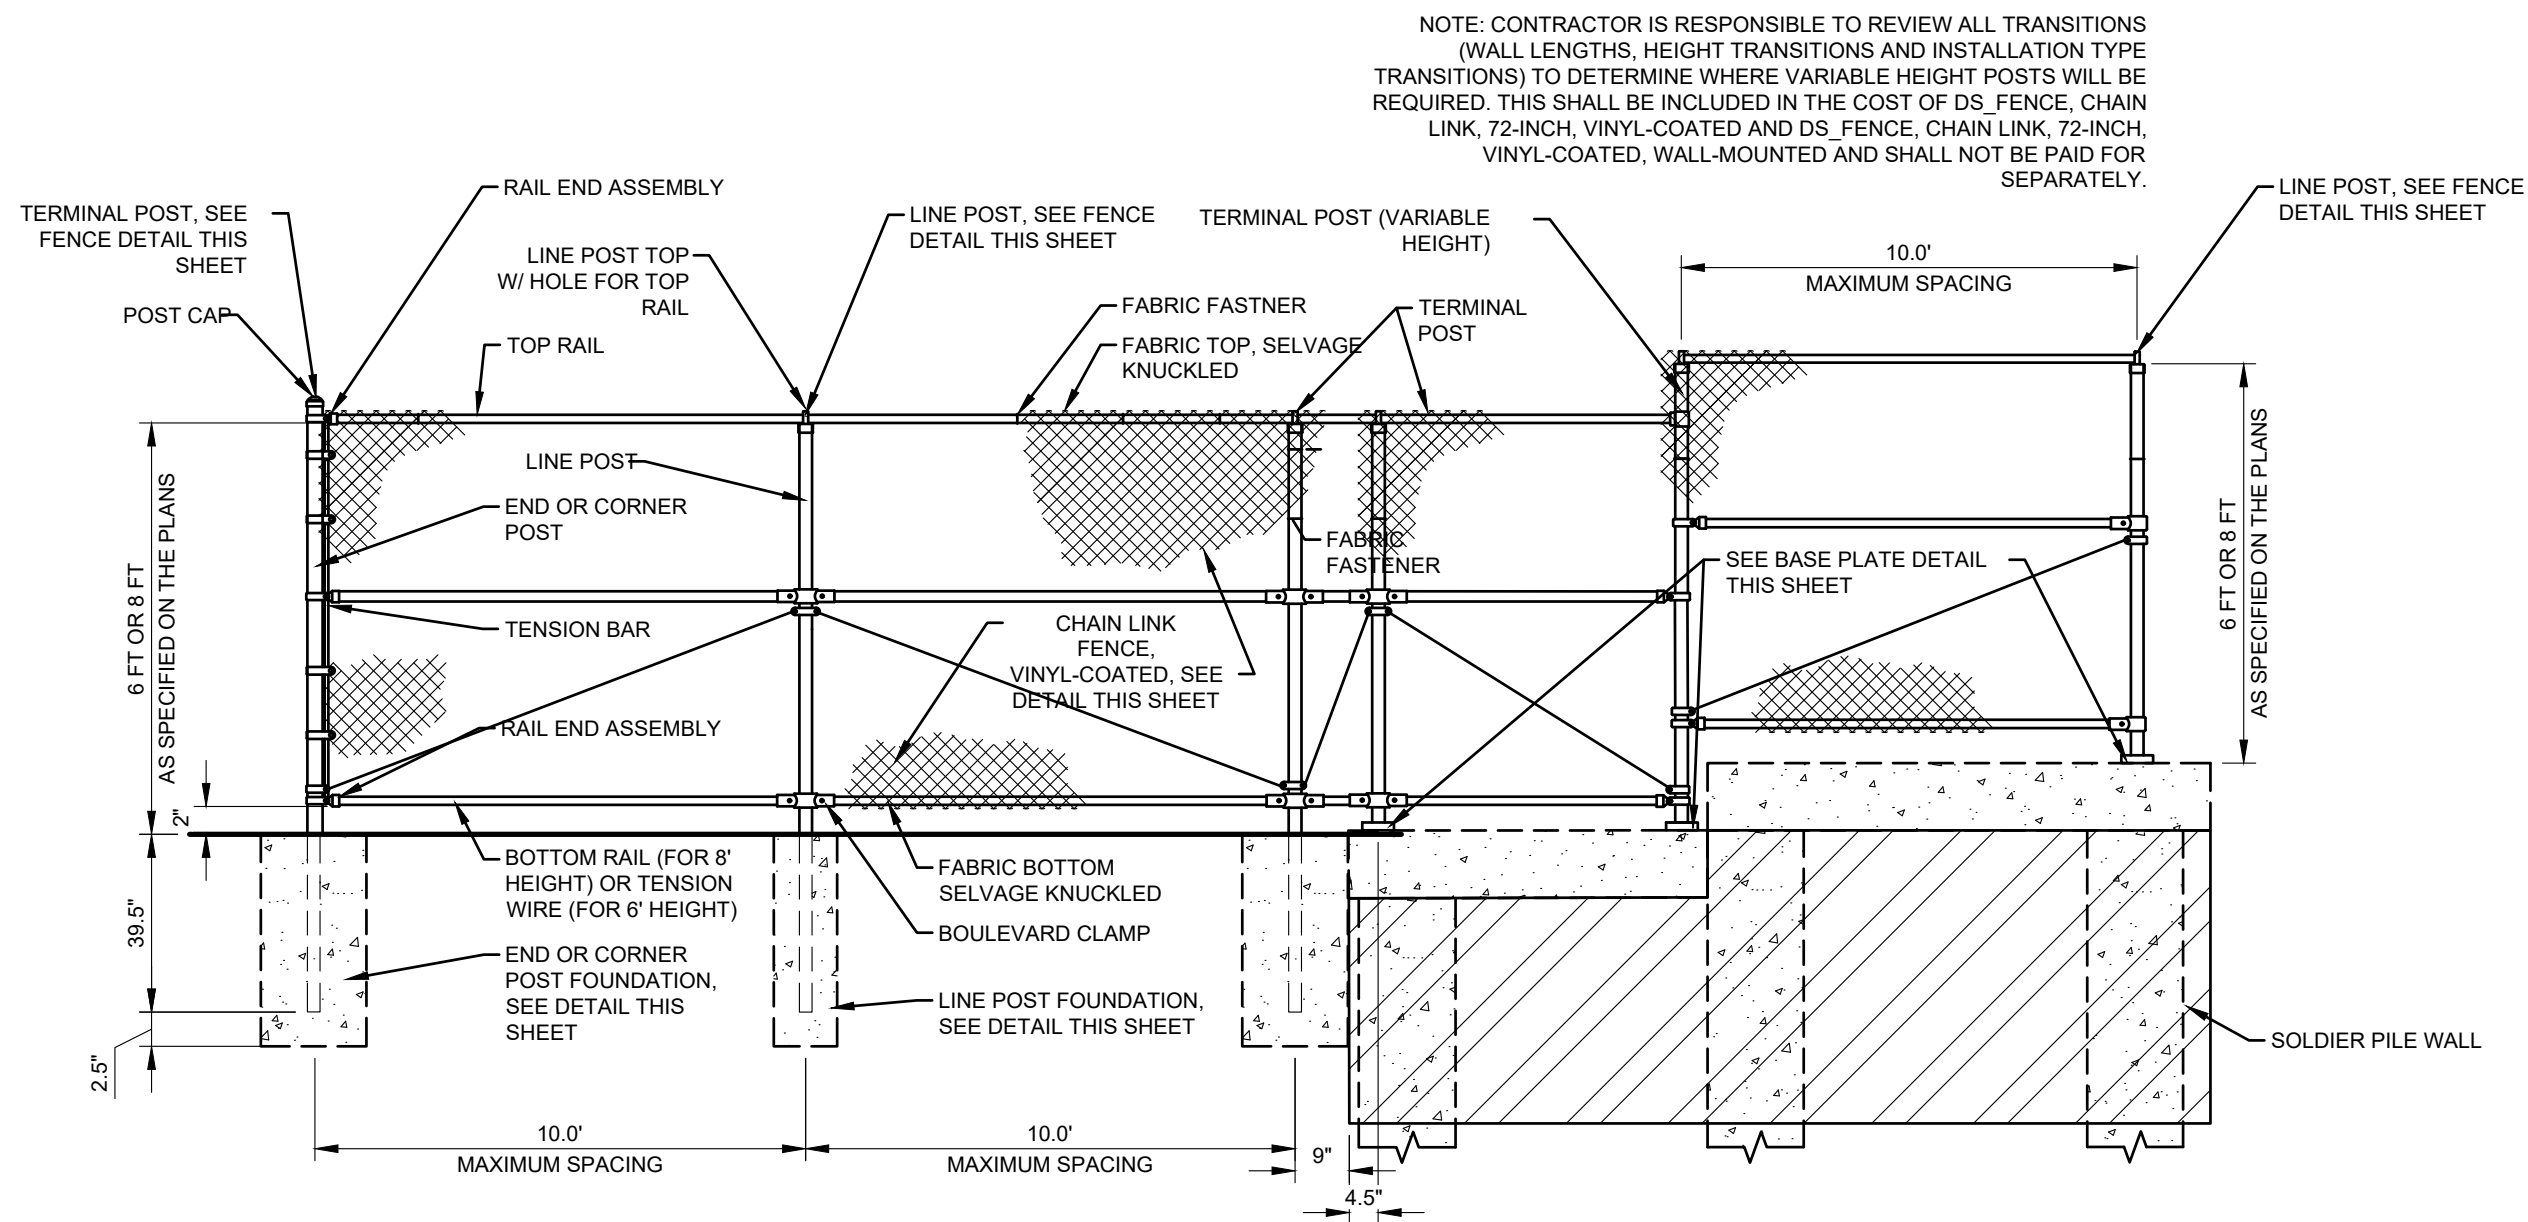 NOTE: CONTRACTOR IS RESPONSIBLE TO REVIEW ALL TRANSITIONS
(WALL LENGTHS, HEIGHT TRANSITIONS AND INSTALLATION TYPE
TRANSITIONS) TO DETERMINE WHERE VARIABLE HEIGHT POSTS WILL BE
REQUIRED. THIS SHALL BE INCLUDED IN THE COST OF DS_FENCE, CHAIN
LINK, 72-INCH, VINYL-COATED AND DS_FENCE, CHAIN LINK, 72-INCH,
VINYL-COATED, WALL-MOUNTED AND SHALL NOT BE PAID FOR
SEPARATELY.
RAIL END ASSEMBLY
TERMINAL POST, SEE
FENCE DETAIL THIS
SHEET
POST CAP
TOP RAIL
LINE POST TOP
W/ HOLE FOR TOP
RAIL
LINE POST, SEE FENCE
DETAIL THIS SHEET
TERMINAL POST (VARIABLE
HEIGHT)
LINE POST, SEE FENCE
DETAIL THIS SHEET
10.0'
MAXIMUM SPACING
FABRIC FASTNER
FABRIC TOP, SELVAGE
KNUCKLED
TERMINAL
POST
LINE POST
END OR CORNER
POST
FABRIC
FASTENER
SEE BASE PLATE DETAIL
THIS SHEET
6 FT OR 8 FT
AS SPECIFIED ON THE PLANS
6 FT OR 8 FT
AS SPECIFIED ON THE PLANS
TENSION BAR
CHAIN LINK
FENCE,
VINYL-COATED, SEE
DETAIL THIS SHEET
RAIL END ASSEMBLY
2"
BOTTOM RAIL (FOR 8'
HEIGHT) OR TENSION
WIRE (FOR 6' HEIGHT)
FABRIC BOTTOM
SELVAGE KNUCKLED
BOULEVARD CLAMP
39.5"
END OR CORNER
POST FOUNDATION,
SEE DETAIL THIS
SHEET
LINE POST FOUNDATION,
SEE DETAIL THIS SHEET
SOLDIER PILE WALL
2.5"
10.0'
MAXIMUM SPACING
10.0'
MAXIMUM SPACING
9"
4.5"